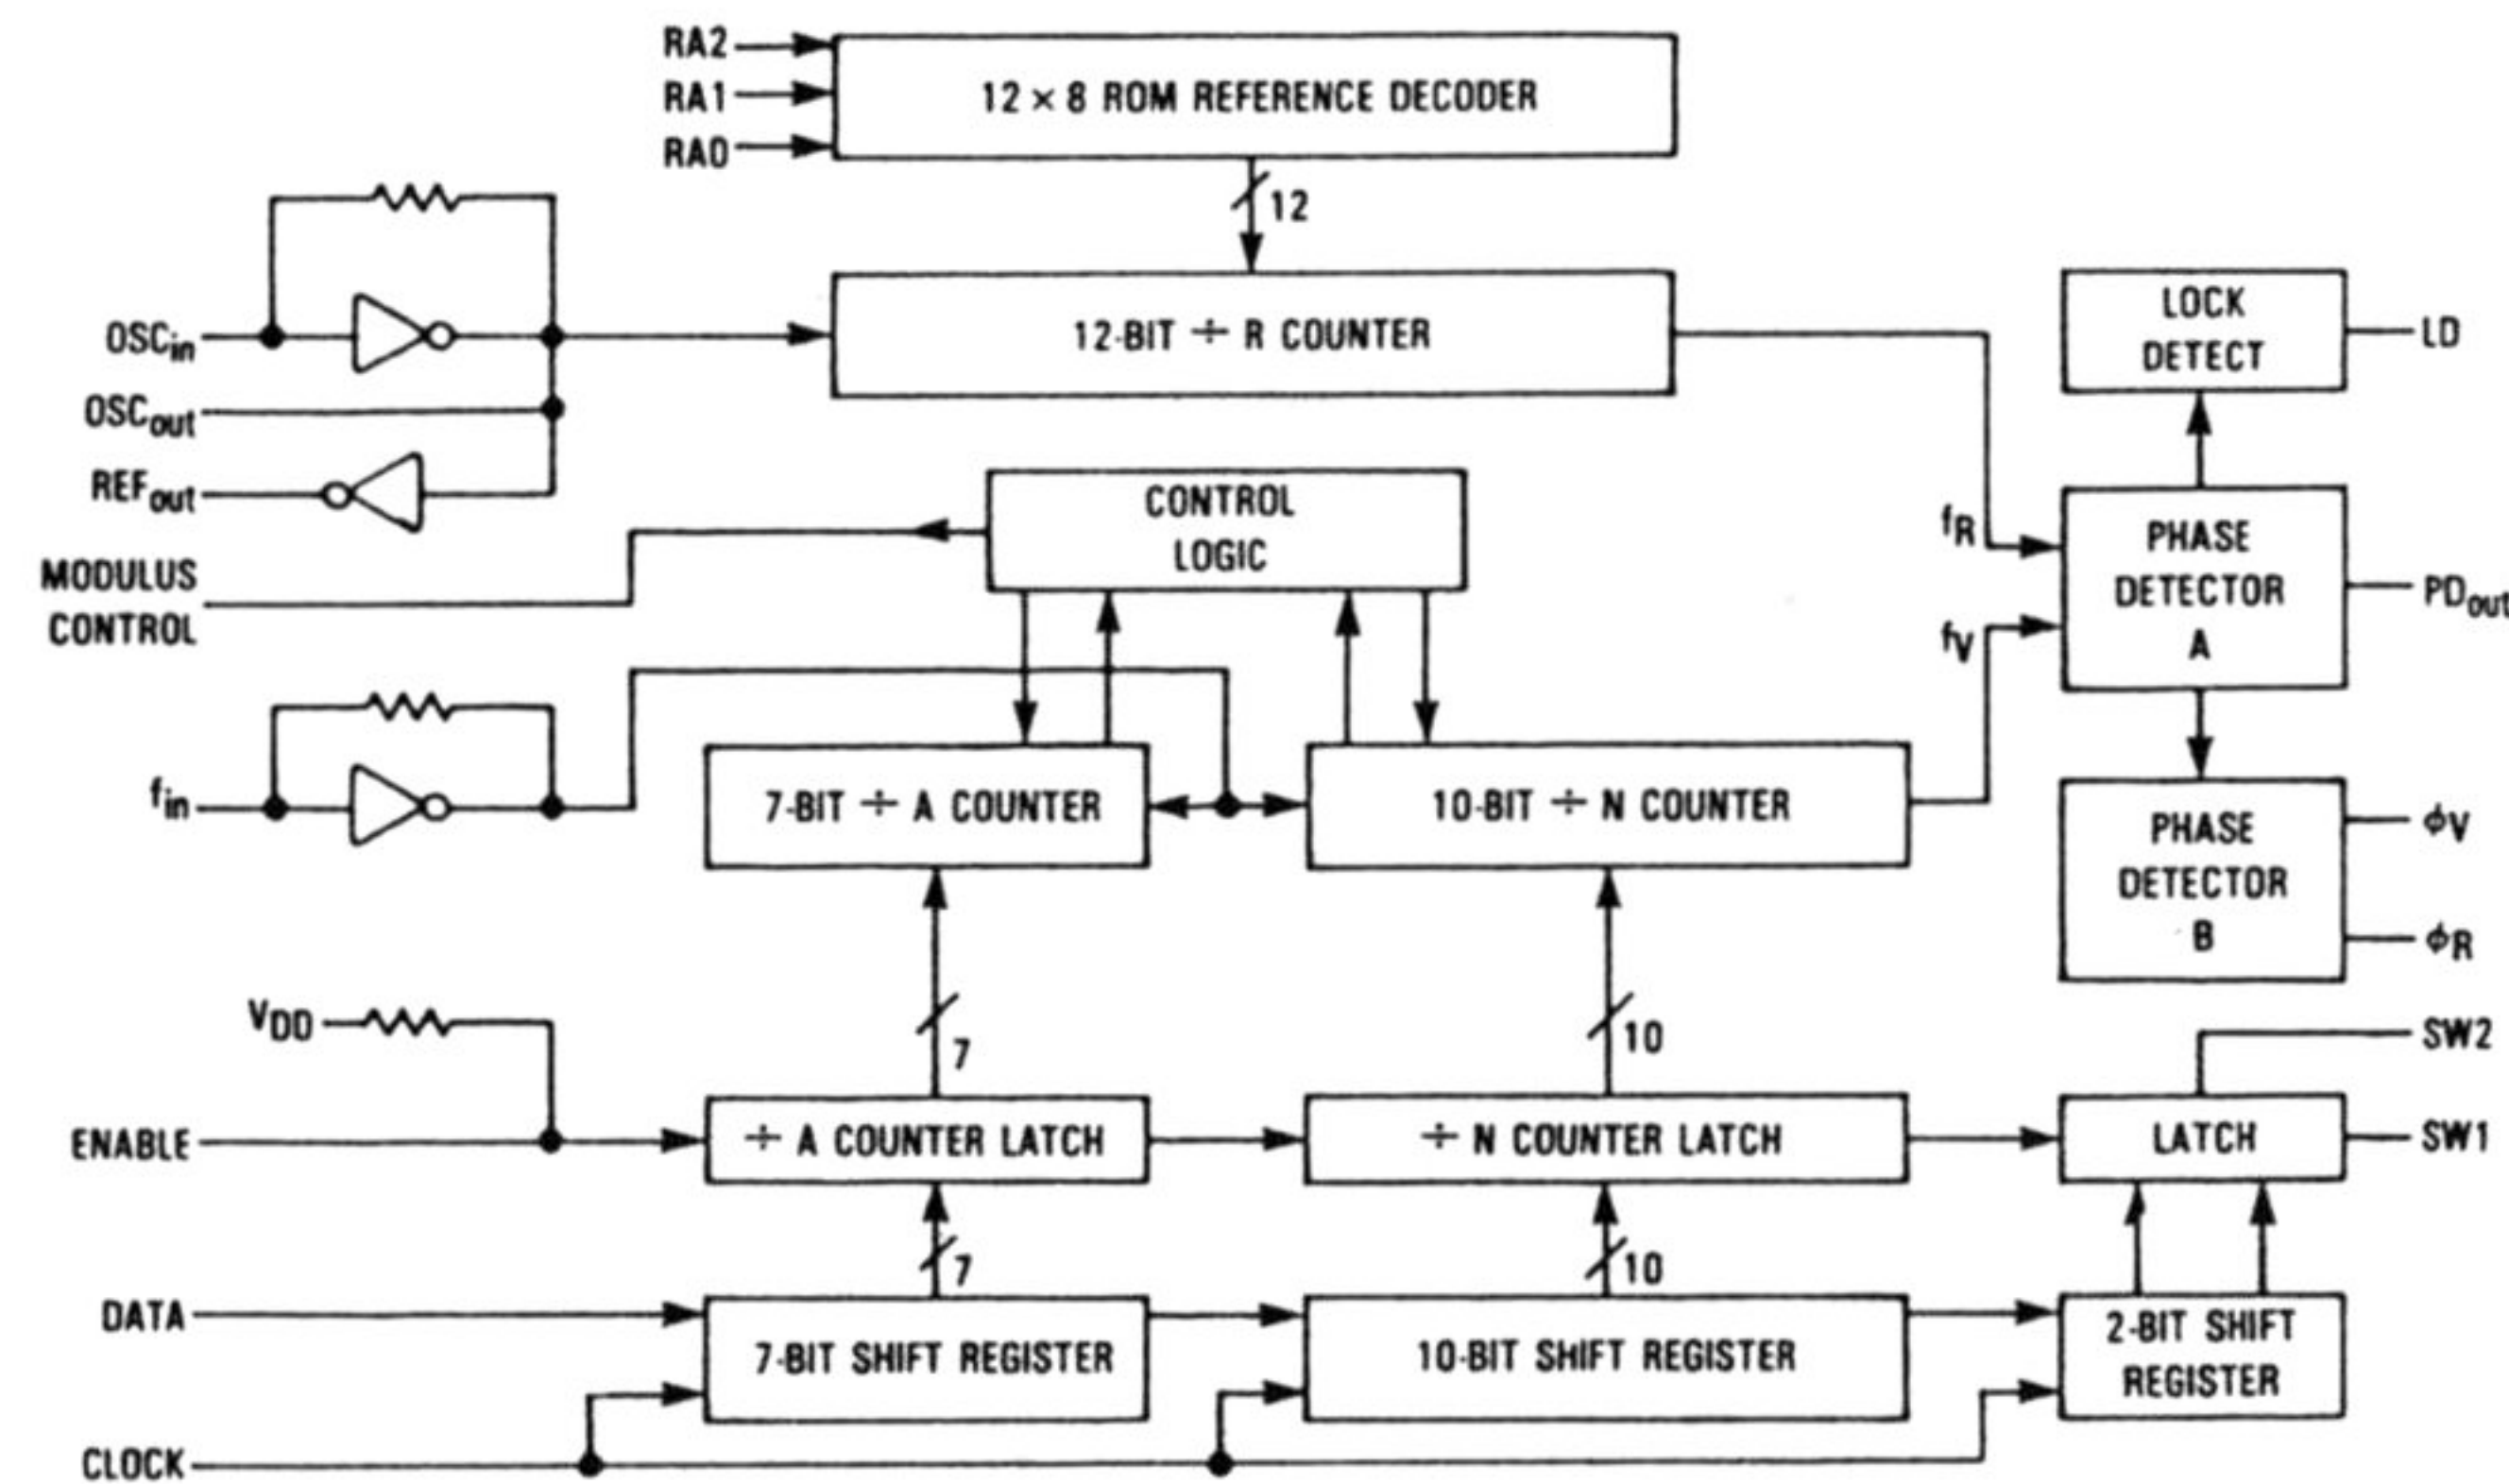 RA2
RA1
RA0
12 × 8 ROM REFERENCE DECODER
12
OSCin
OSCout
REFout
12-BIT ÷ R COUNTER
LOCK
DETECT
LD
MODULUS
CONTROL
CONTROL
LOGIC
fR
fV
PHASE
DETECTOR
A
PDout
fin
7-BIT ÷ A COUNTER
10-BIT ÷ N COUNTER
PHASE
DETECTOR
B
ϕV
ϕR
VDD
7
10
SW2
ENABLE
÷ A COUNTER LATCH
÷ N COUNTER LATCH
LATCH
SW1
7
10
DATA
7-BIT SHIFT REGISTER
10-BIT SHIFT REGISTER
2-BIT SHIFT
REGISTER
CLOCK